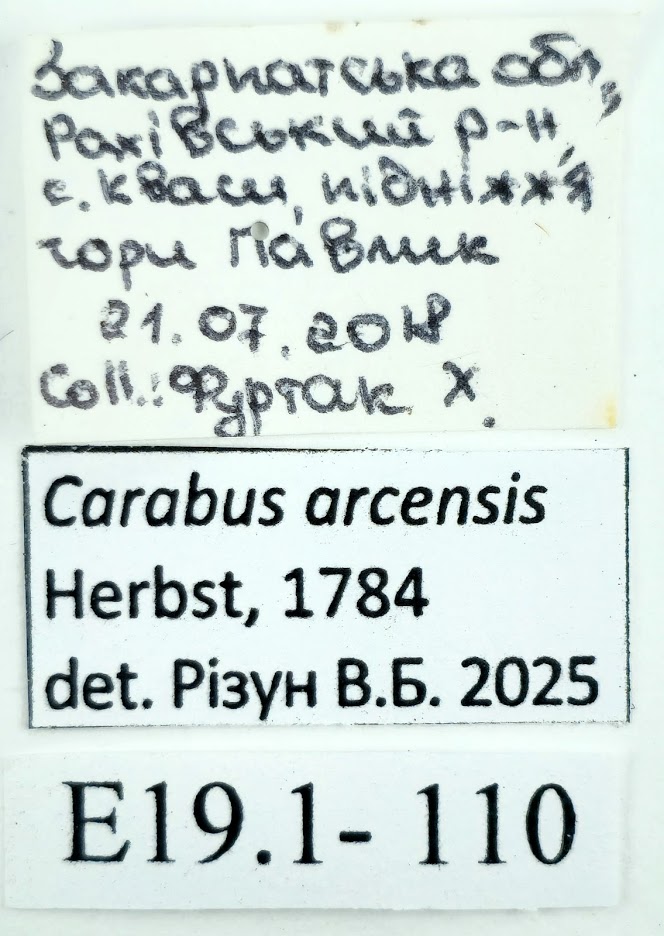 Закарпатська обл.,
Рахівський р-н,
с. Кваси, підніжжя
гори Павлик
21.07.2018
Coll.: Фуртак Х.
Carabus arcensis
Herbst, 1784
det. Різун В.Б. 2025
E19.1- 110